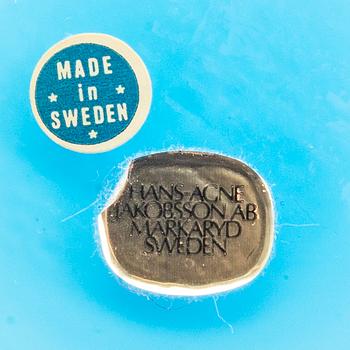 MADE
in
SWEDEN
HANS-AGNE
JAKOBSSON AB
MARKARYD
SWEDEN